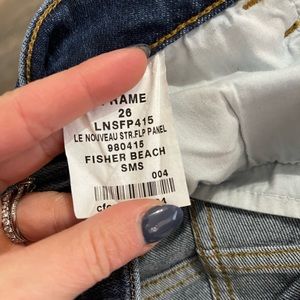 FRAME
26
LNSFP415
LE NOUVEAU STR.FLP PANEL
980415
FISHER BEACH
SMS
004